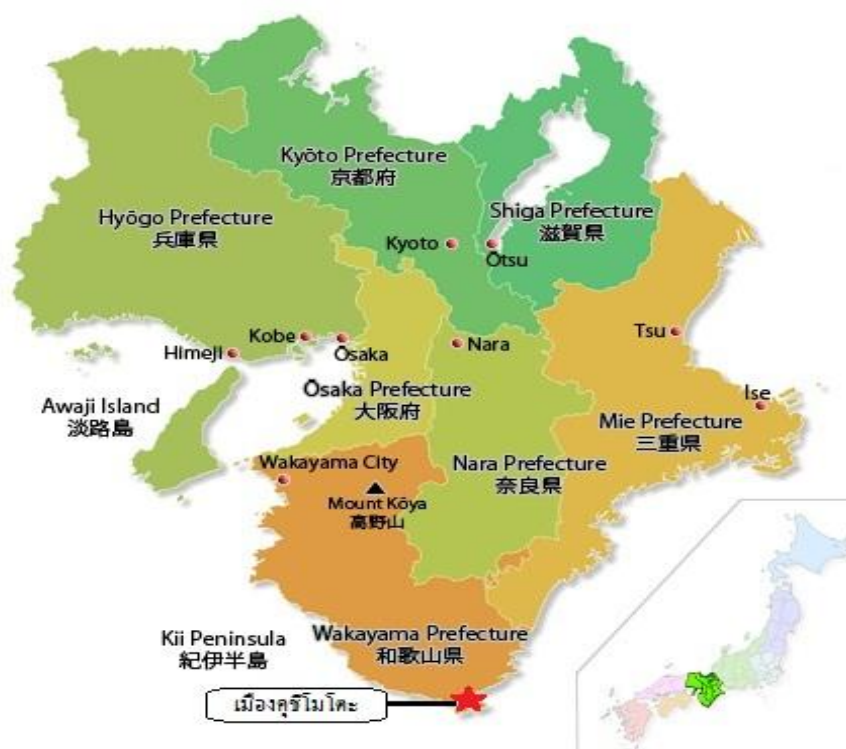 Kyōto Prefecture
京都府
Hyōgo Prefecture
兵庫県
Shiga Prefecture
滋賀県
Kyoto
Ōtsu
Kobe
Ōsaka
Himeji
Nara
Tsu
Awaji Island
淡路島
Ōsaka Prefecture
大阪府
Ise
Mie Prefecture
三重県
Wakayama City
Nara Prefecture
奈良県
Mount Kōya
高野山
Kii Peninsula
紀伊半島
Wakayama Prefecture
和歌山県
เมืองคุชิโมโตะ